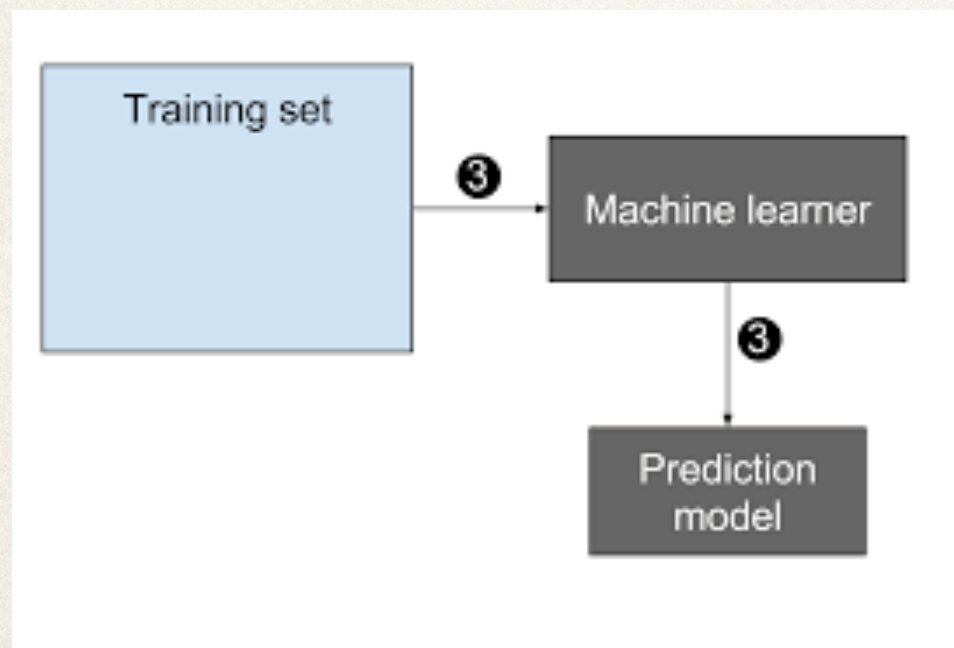 Training set
❸
Machine learner
❸
Prediction
model